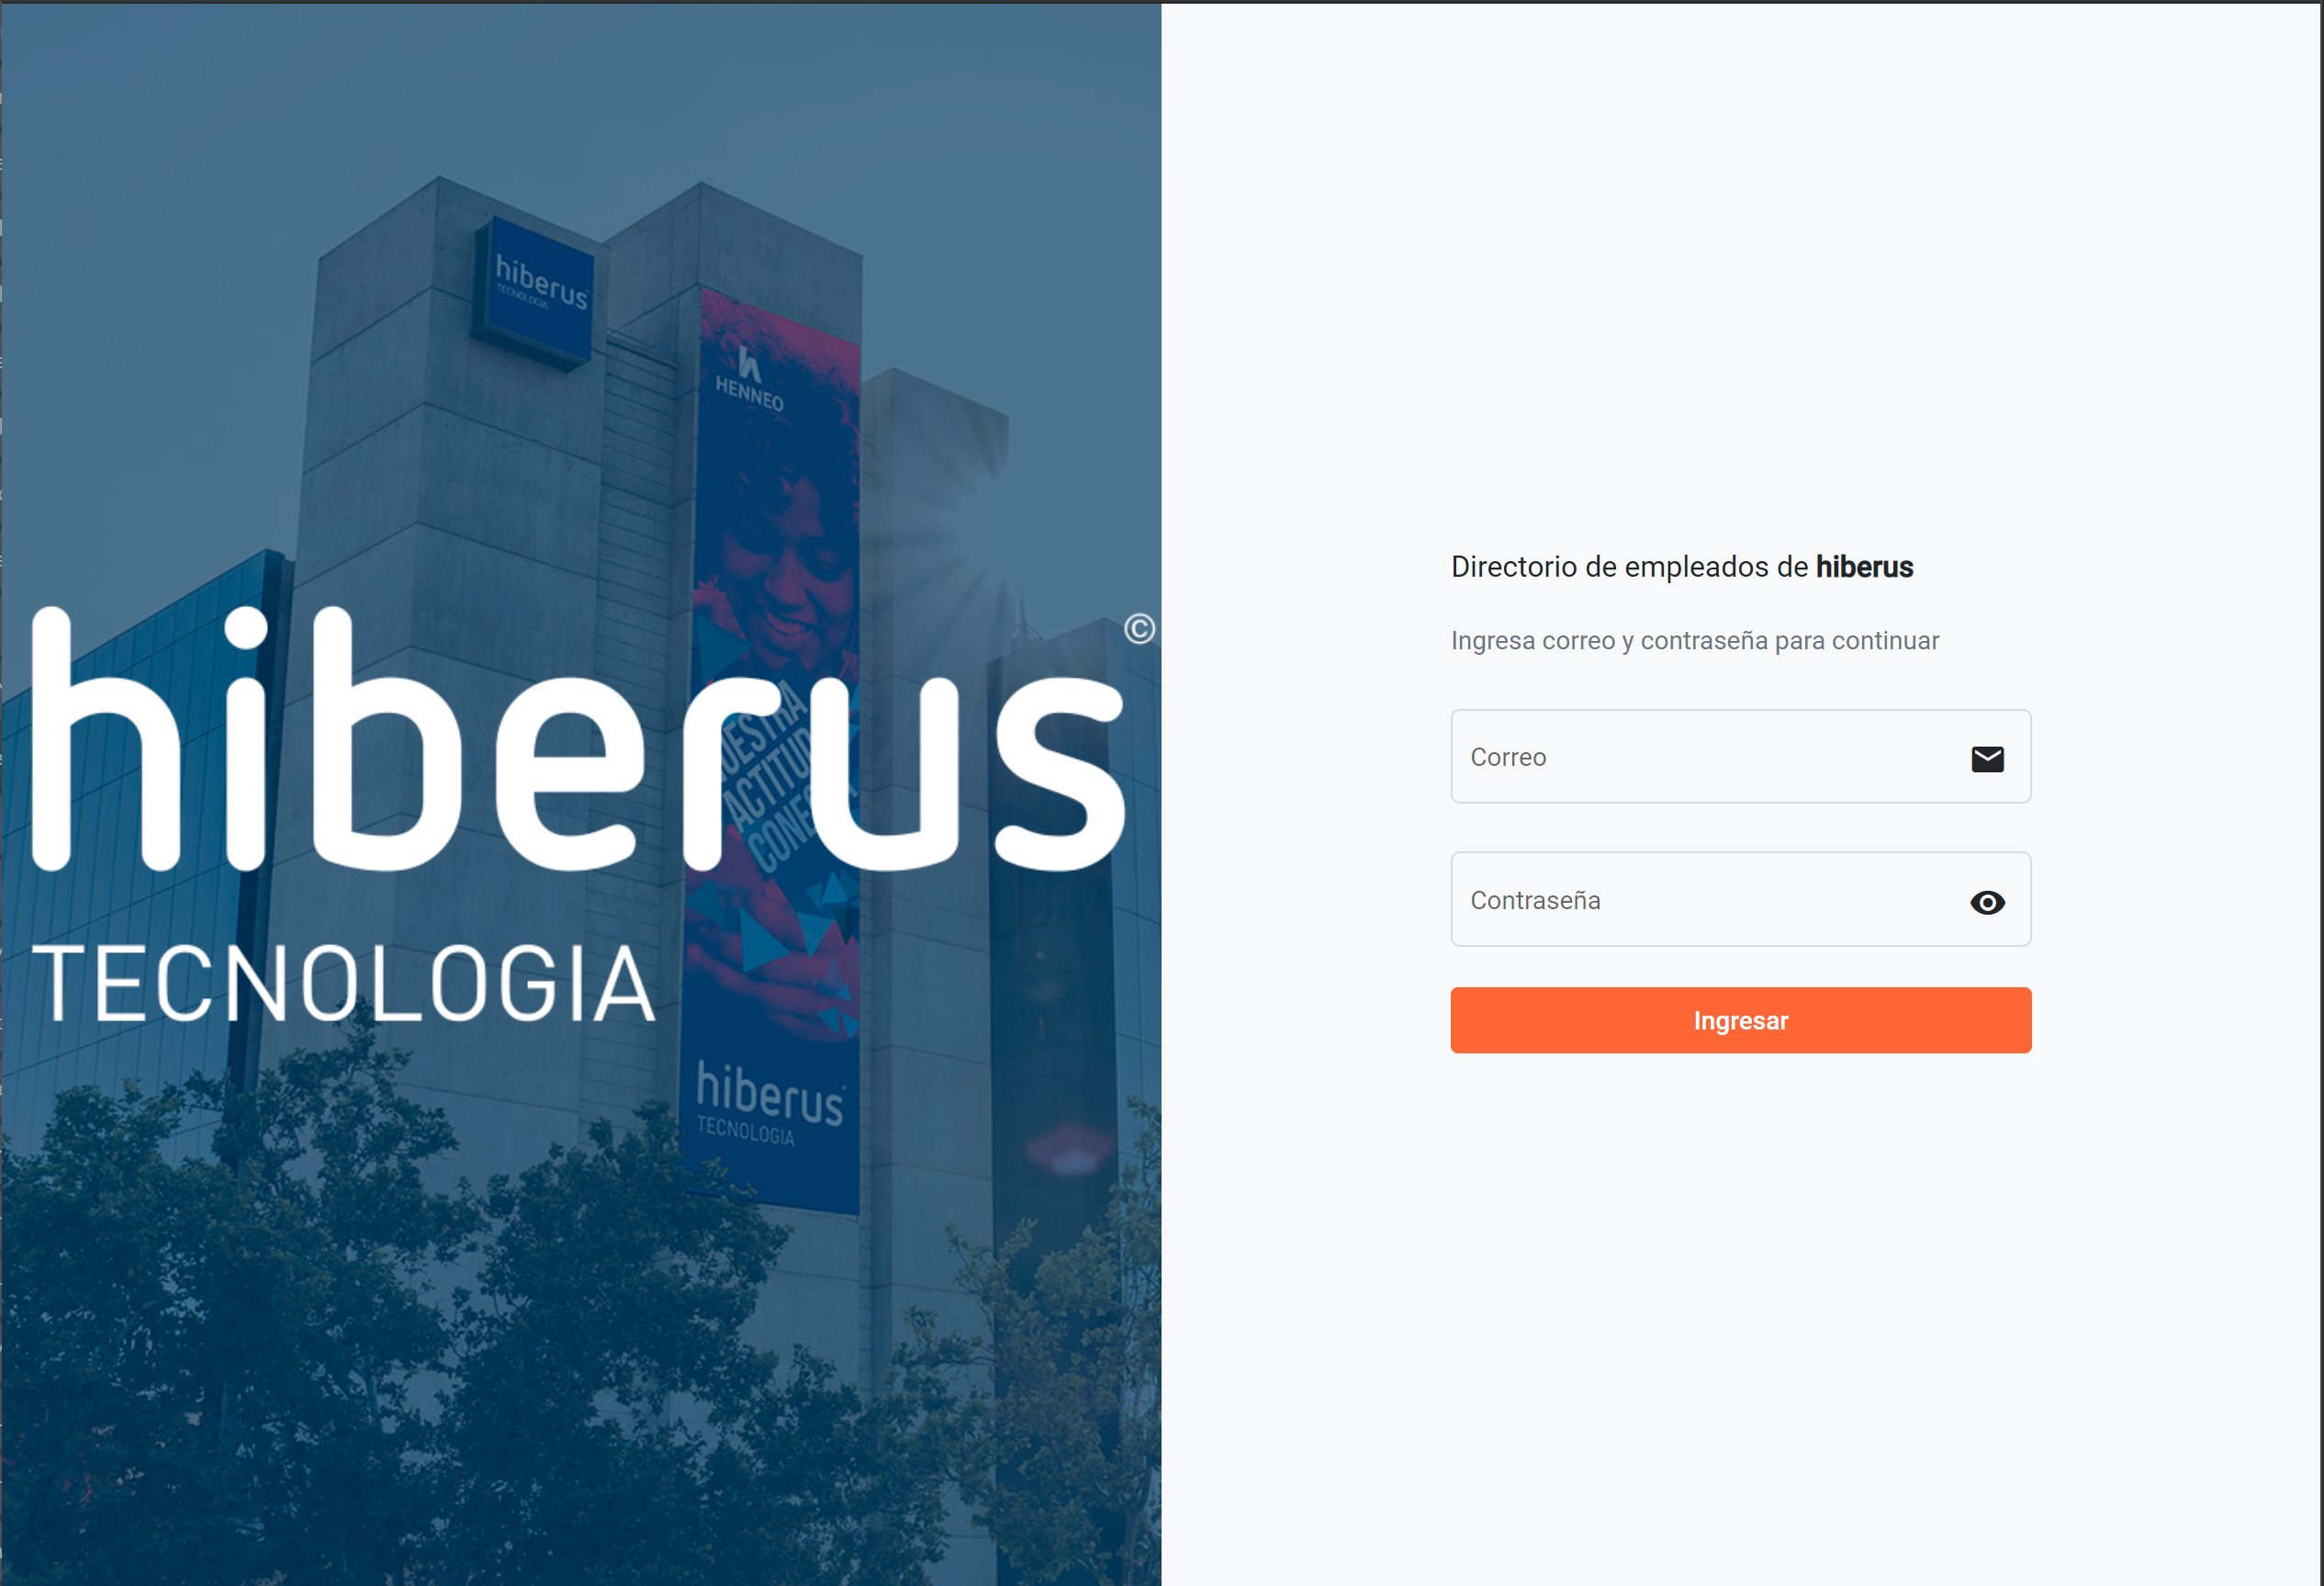 hiberus
TECNOLOGIA
HENNEO
hiberus©
TECNOLOGIA
ACTITUD
hiberus
TECNOLOGIA
Directorio de empleados de hiberus
Ingresa correo y contraseña para continuar
Correo
Contraseña
Ingresar